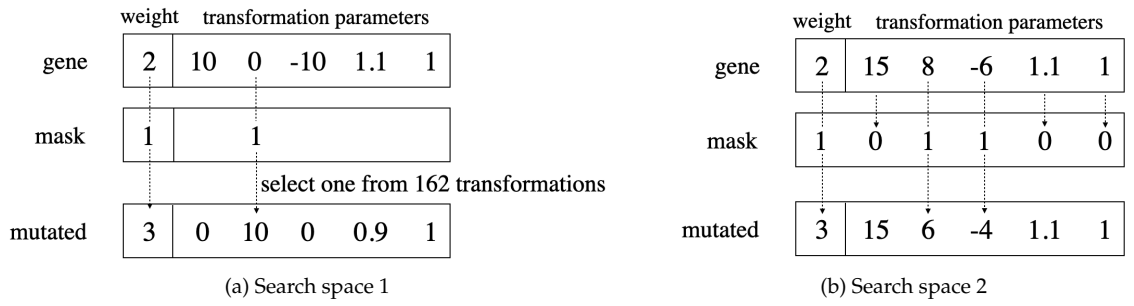 weight transformation parameters
gene 2 10 0 -10 1.1 1
mask 1 1
select one from 162 transformations
mutated 3 0 10 0 0.9 1
(a) Search space 1
weight transformation parameters
gene 2 15 8 -6 1.1 1
mask 1 0 1 1 0 0
mutated 3 15 6 -4 1.1 1
(b) Search space 2